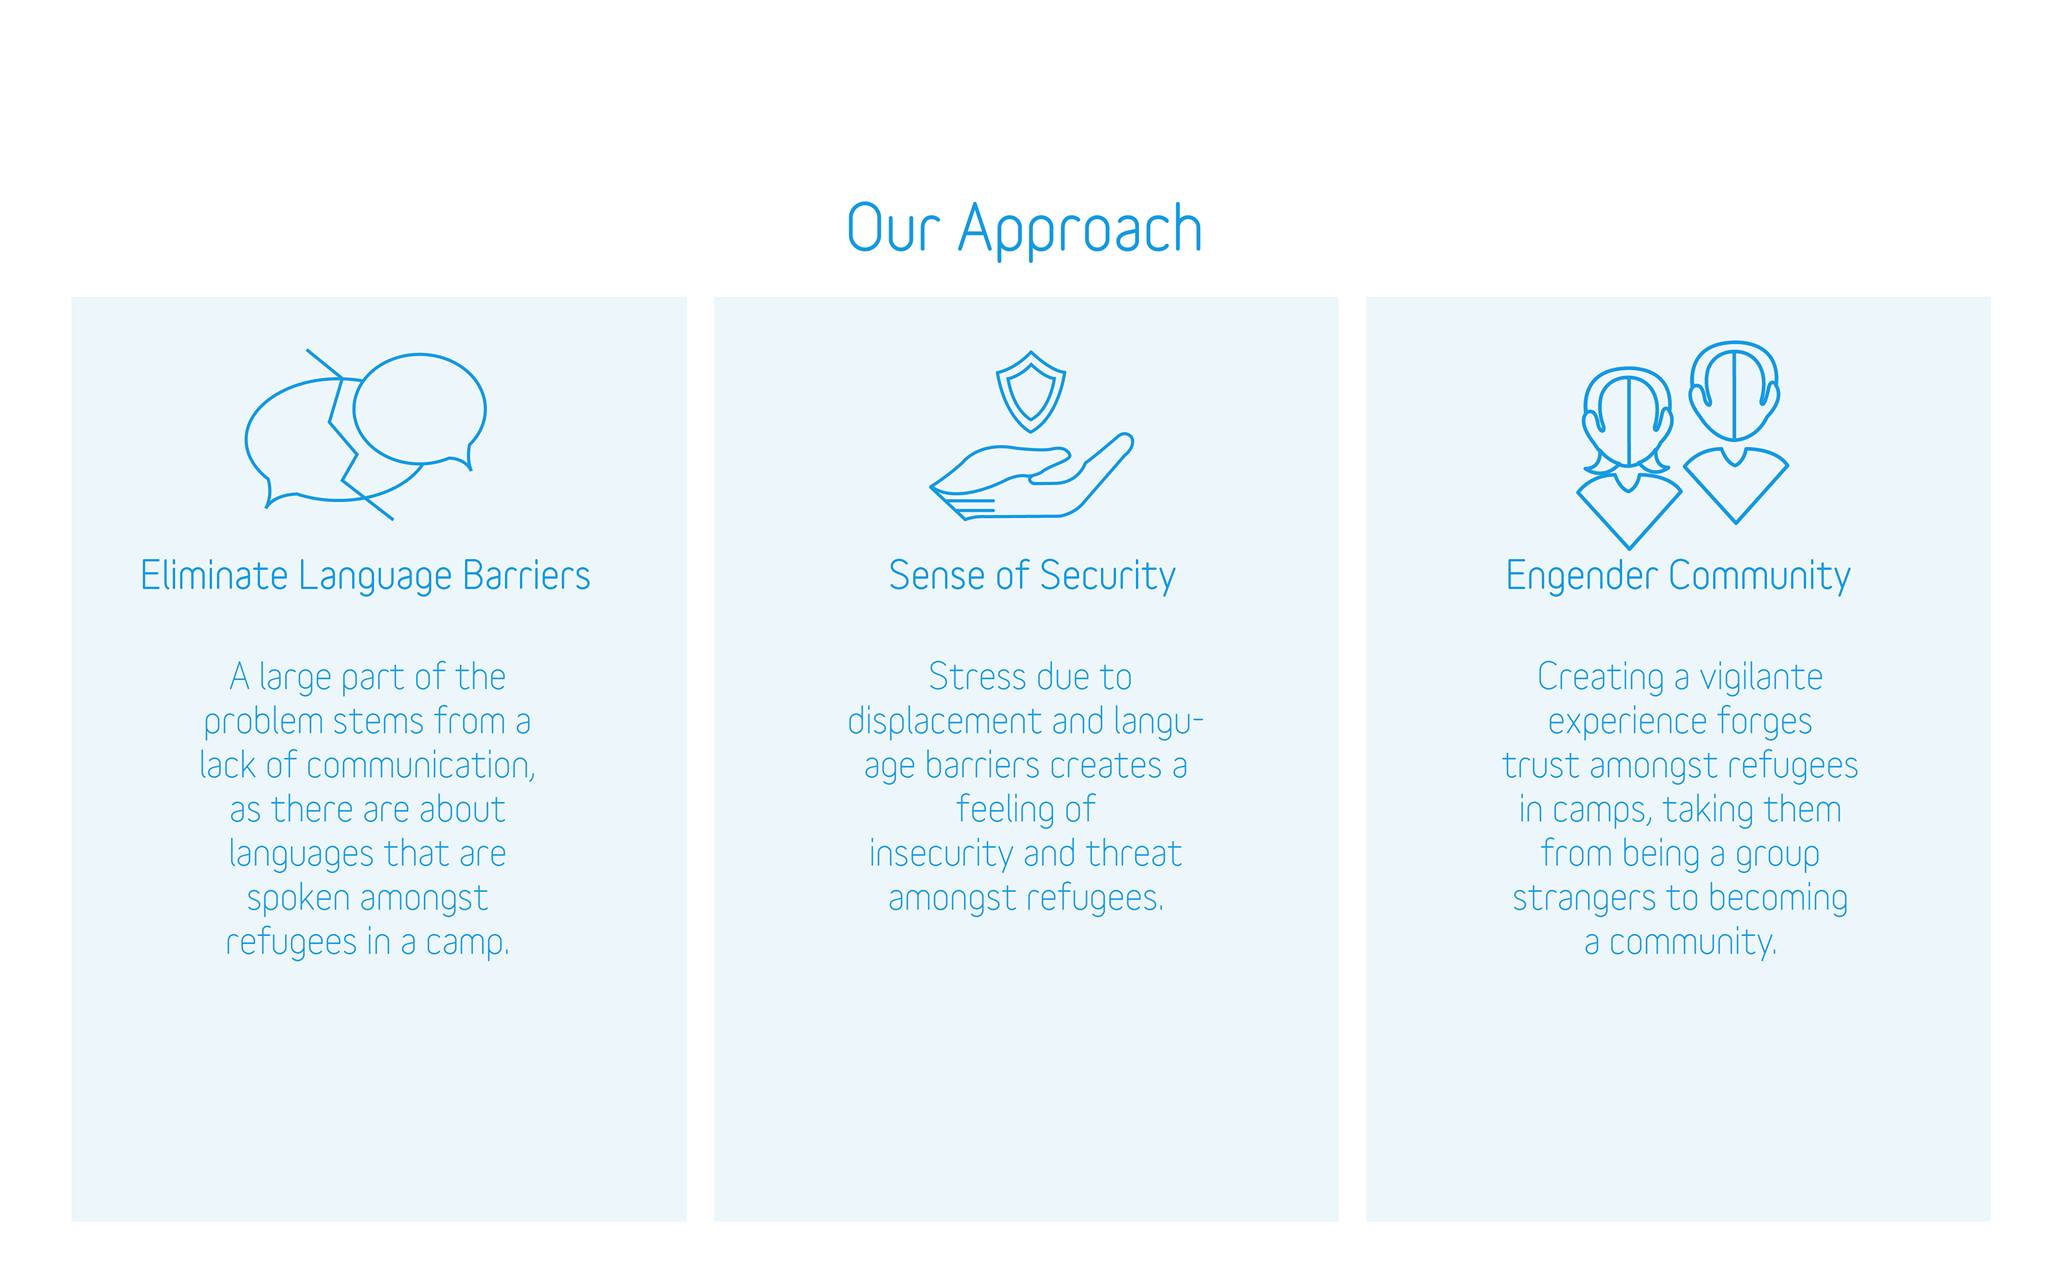 Our Approach
Eliminate Language Barriers
A large part of the
problem stems from a
lack of communication,
as there are about
languages that are
spoken amongst
refugees in a camp.
Sense of Security
Stress due to
displacement and langu-
age barriers creates a
feeling of
insecurity and threat
amongst refugees.
Engender Community
Creating a vigilante
experience forges
trust amongst refugees
in camps, taking them
from being a group
strangers to becoming
a community.